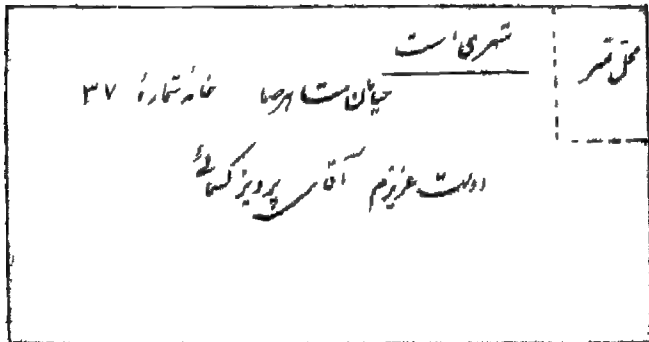 محل تمبر
شهری است
خیابان شاهرضا خانه شمارهٔ ۳۷
دوست عزیزم آقای پرویز کسائی